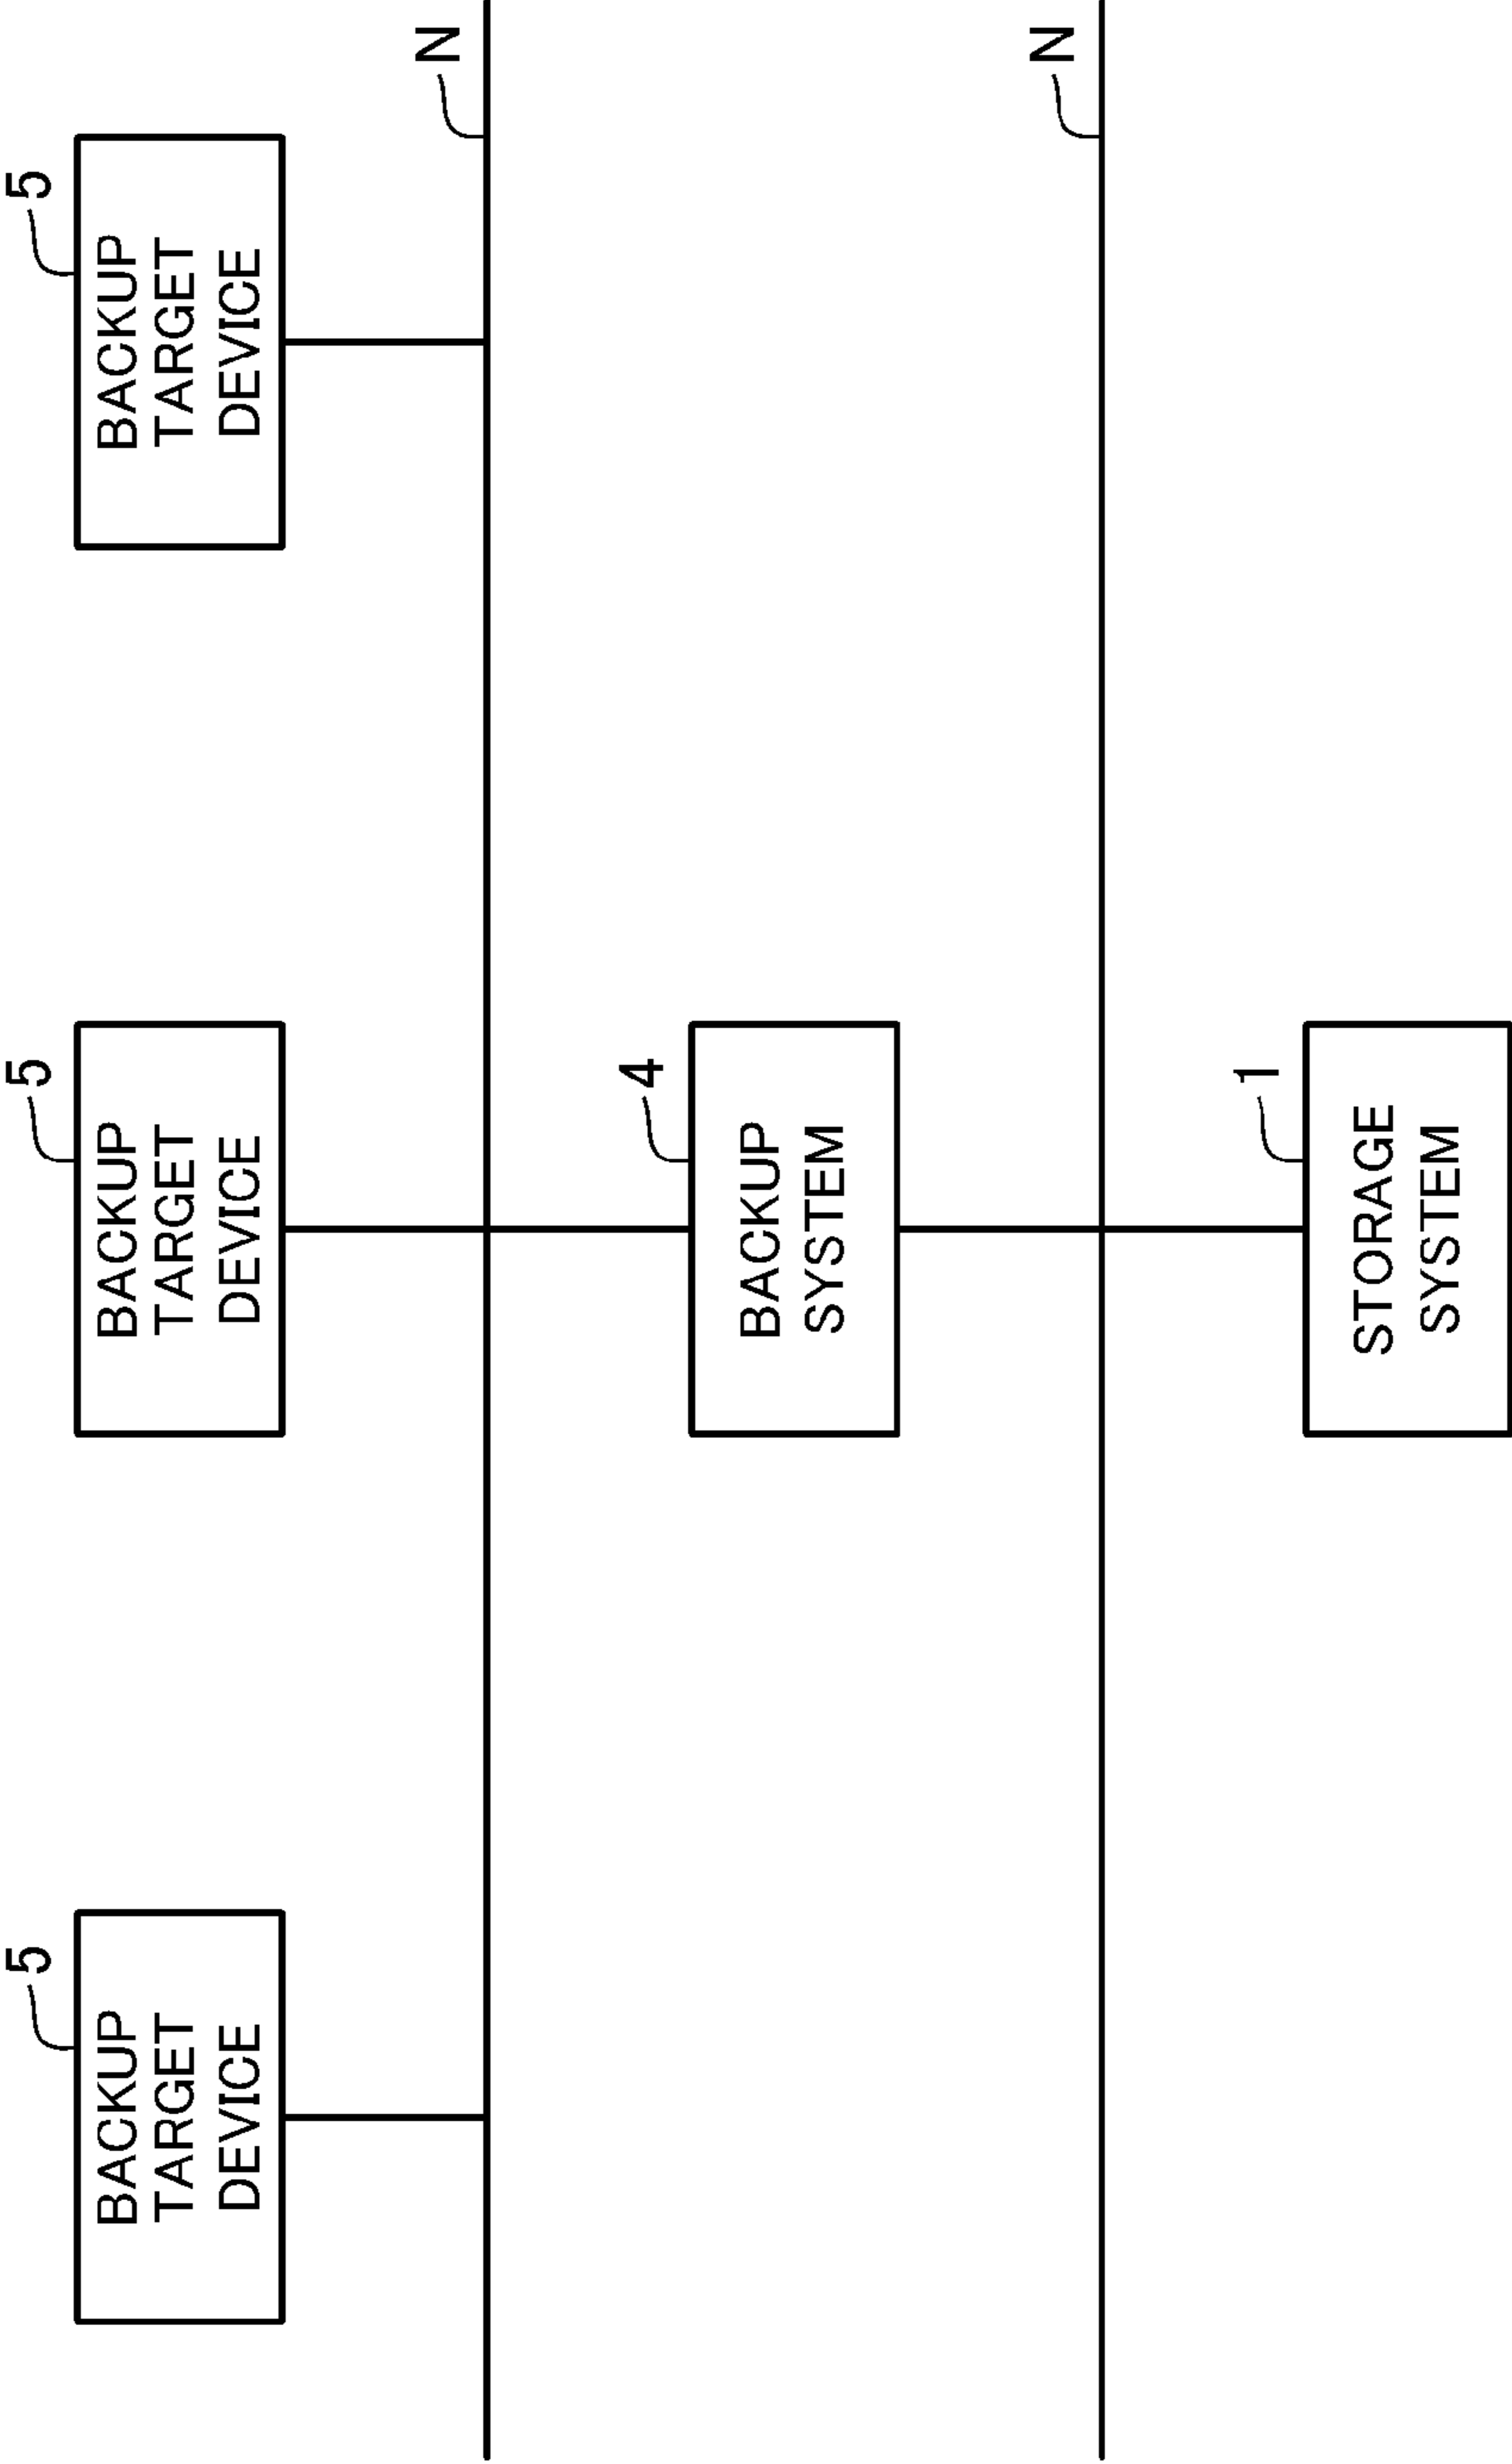 5
BACKUP
TARGET
DEVICE
5
BACKUP
TARGET
DEVICE
5
BACKUP
TARGET
DEVICE
N
4
BACKUP
SYSTEM
N
1
STORAGE
SYSTEM